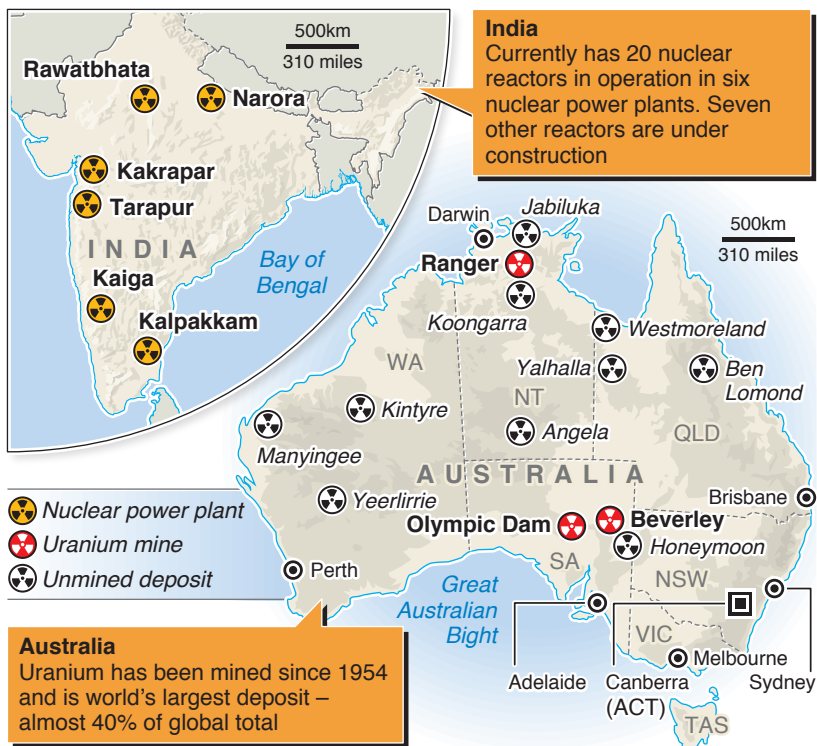 500km
310 miles
Rawatbhata
Narora
Kakrapar
Tarapur
INDIA
Kaiga
Kalpakkam
Bay of
Bengal
India
Currently has 20 nuclear
reactors in operation in six
nuclear power plants. Seven
other reactors are under
construction
500km
310 miles
Darwin
Jabiluka
Ranger
Koongarra
Westmoreland
Yalhalla
Ben
Lomond
WA
NT
QLD
Kintyre
Manyingee
Angela
AUSTRALIA
Yeerlirrie
Brisbane
Olympic Dam
Beverley
Honeymoon
SA
NSW
Perth
Great
Australian
Bight
VIC
Melbourne
Adelaide
Canberra
(ACT)
Sydney
TAS
Nuclear power plant
Uranium mine
Unmined deposit
Australia
Uranium has been mined since 1954
and is world's largest deposit –
almost 40% of global total